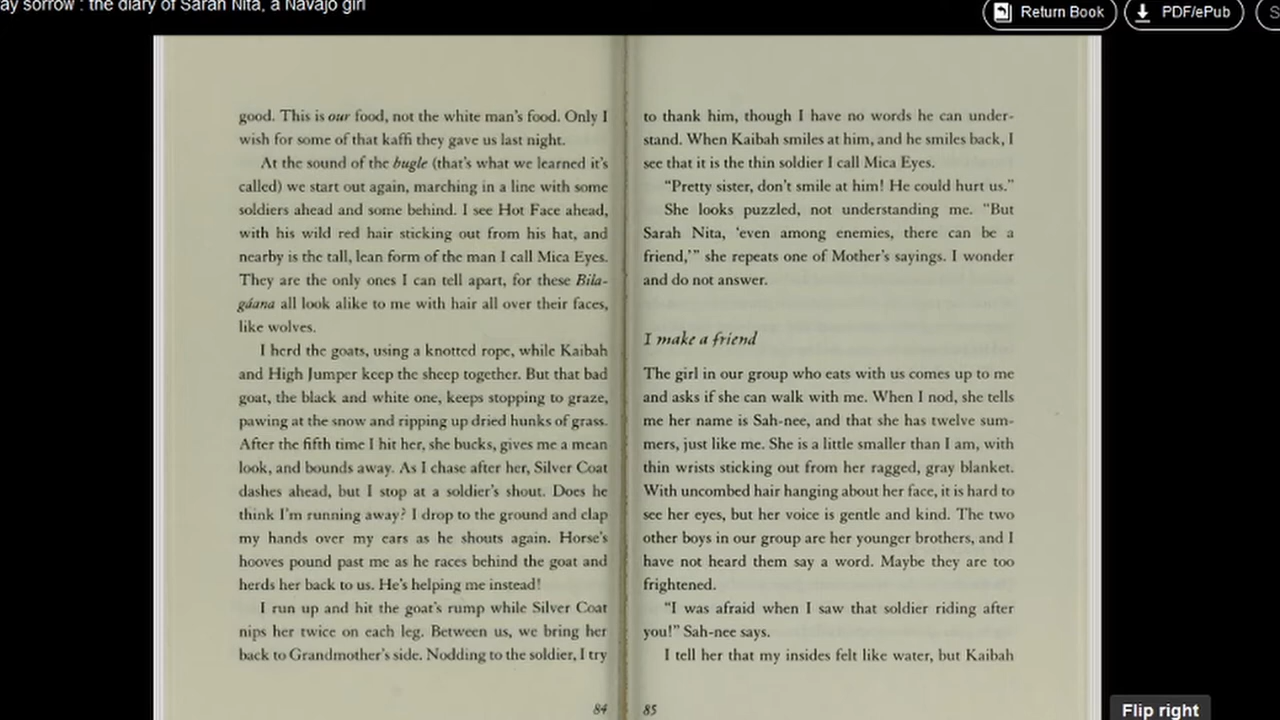 ay sorrow : the diary of Sarah Nita, a Navajo girl
Return Book
PDF/ePub
good. This is our food, not the white man's food. Only I
wish for some of that kaffi they gave us last night.
At the sound of the bugle (that's what we learned it's
called) we start out again, marching in a line with some
soldiers ahead and some behind. I see Hot Face ahead,
with his wild red hair sticking out from his hat, and
nearby is the tall, lean form of the man I call Mica Eyes.
They are the only ones I can tell apart, for these Bila-
gáana all look alike to me with hair all over their faces,
like wolves.
I herd the goats, using a knotted rope, while Kaibah
and High Jumper keep the sheep together. But that bad
goat, the black and white one, keeps stopping to graze,
pawing at the snow and ripping up dried hunks of grass.
After the fifth time I hit her, she bucks, gives me a mean
look, and bounds away. As I chase after her, Silver Coat
dashes ahead, but I stop at a soldier's shout. Does he
think I'm running away? I drop to the ground and clap
my hands over my ears as he shouts again. Horse's
hooves pound past me as he races behind the goat and
herds her back to us. He's helping me instead!
I run up and hit the goat's rump while Silver Coat
nips her twice on each leg. Between us, we bring her
back to Grandmother's side. Nodding to the soldier, I try
84
to thank him, though I have no words he can under-
stand. When Kaibah smiles at him, and he smiles back, I
see that it is the thin soldier I call Mica Eyes.
"Pretty sister, don't smile at him! He could hurt us."
She looks puzzled, not understanding me. "But
Sarah Nita, 'even among enemies, there can be a
friend,'" she repeats one of Mother's sayings. I wonder
and do not answer.
I make a friend
The girl in our group who eats with us comes up to me
and asks if she can walk with me. When I nod, she tells
me her name is Sah-nee, and that she has twelve sum-
mers, just like me. She is a little smaller than I am, with
thin wrists sticking out from her ragged, gray blanket.
With uncombed hair hanging about her face, it is hard to
see her eyes, but her voice is gentle and kind. The two
other boys in our group are her younger brothers, and I
have not heard them say a word. Maybe they are too
frightened.
"I was afraid when I saw that soldier riding after
you!" Sah-nee says.
I tell her that my insides felt like water, but Kaibah
85
Flip right